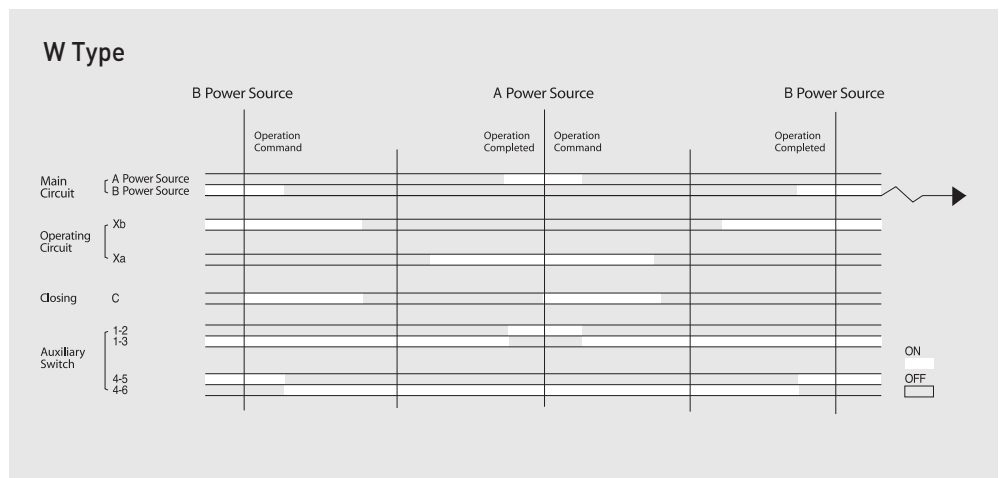 W Type
B Power Source
A Power Source
B Power Source
Operation
Command
Operation
Completed
Operation
Command
Operation
Completed
Main
Circuit
A Power Source
B Power Source
Operating
Circuit
Xb
Xa
Closing
C
Auxiliary
Switch
1-2
1-3
4-5
4-6
ON
OFF